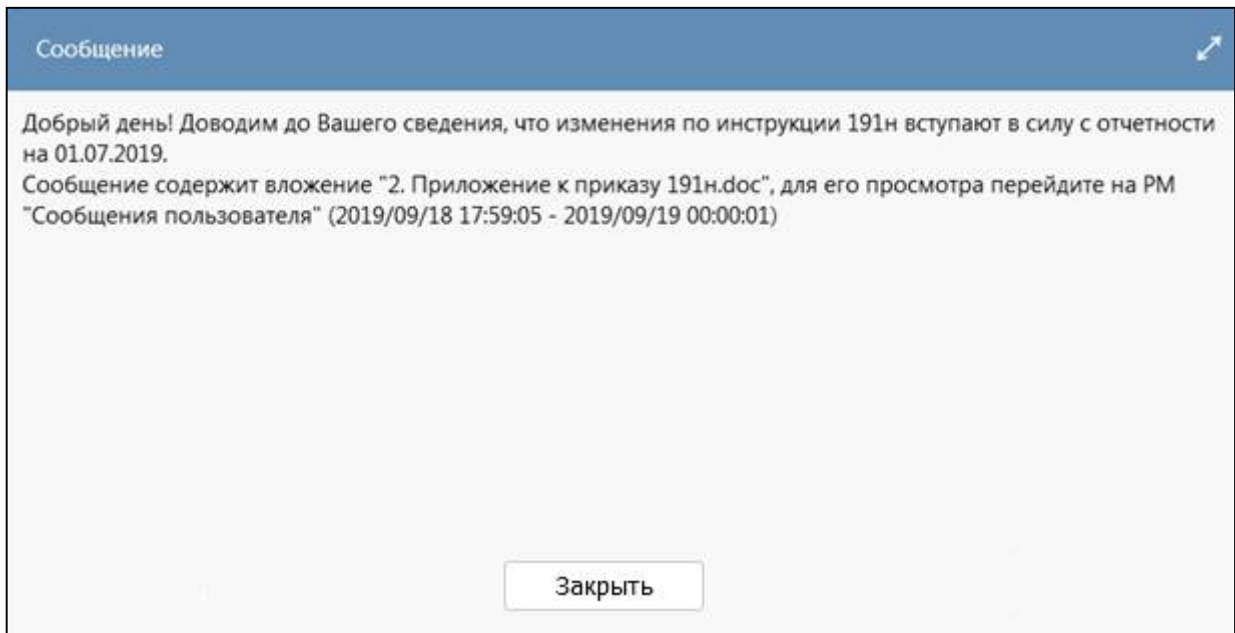 Сообщение
Добрый день! Доводим до Вашего сведения, что изменения по инструкции 191н вступают в силу с отчетности
на 01.07.2019.
Сообщение содержит вложение "2. Приложение к приказу 191н.doc", для его просмотра перейдите на РМ
"Сообщения пользователя" (2019/09/18 17:59:05 - 2019/09/19 00:00:01)
Закрыть